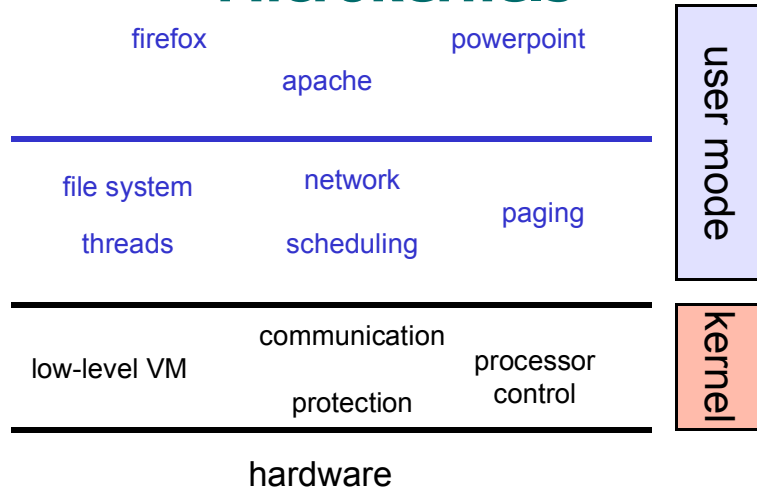 Microkernels
firefox
powerpoint
apache
user mode
file system
network
paging
threads
scheduling
communication
low-level VM
processor
control
protection
kernel
hardware